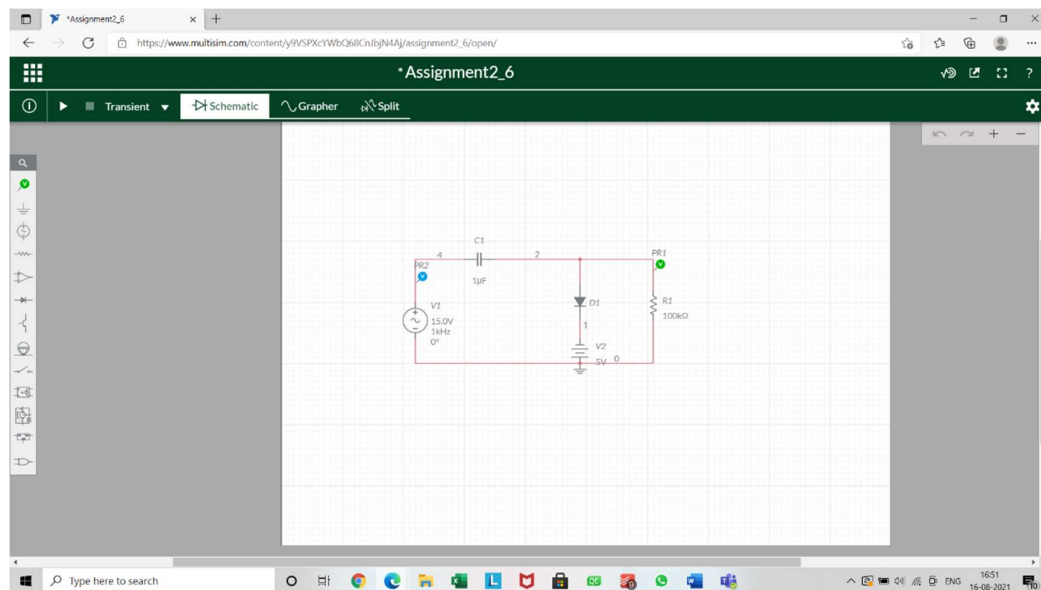 *Assignment2_6
https://www.multisim.com/content/y9VSPXcYWbQ68CnJbjN4Aj/assignment2_6/open/
*Assignment2_6
Transient
Schematic
Grapher
Split
C1
4
2
PR1
PR2
1µF
V1
D1
R1
15.0V
100kΩ
1kHz
1
0°
V2
5V
0
Type here to search
ENG
16:51
16-08-2021